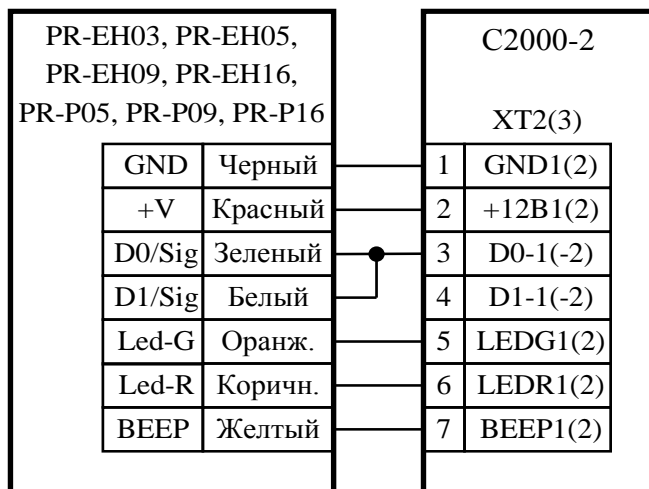 PR-EH03, PR-EH05,
PR-EH09, PR-EH16,
PR-P05, PR-P09, PR-P16
C2000-2
XT2(3)
GND Черный 1 GND1(2)
+V Красный 2 +12В1(2)
D0/Sig Зеленый 3 D0-1(-2)
D1/Sig Белый 4 D1-1(-2)
Led-G Оранж. 5 LEDG1(2)
Led-R Коричн. 6 LEDR1(2)
BEEP Желтый 7 BEEP1(2)